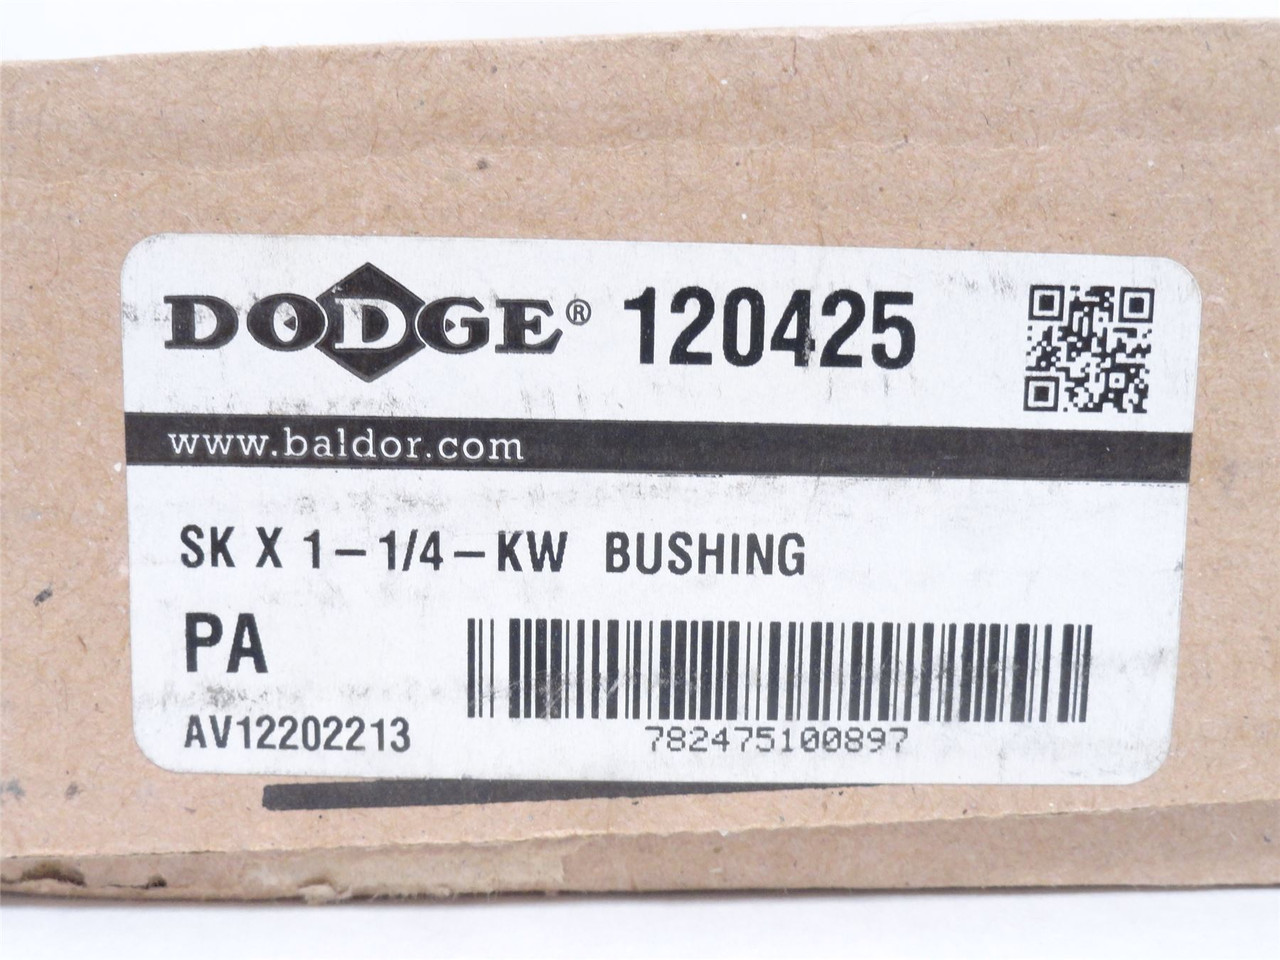 DODGE® 120425
www.baldor.com
SK X 1-1/4-KW BUSHING
PA
AV12202213
782475100897